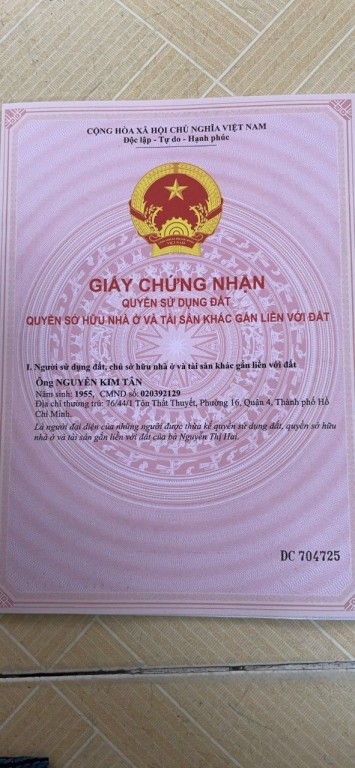 CỘNG HÒA XÃ HỘI CHỦ NGHĨA VIỆT NAM
Độc lập - Tự do - Hạnh phúc
GIẤY CHỨNG NHẬN
QUYỀN SỬ DỤNG ĐẤT
QUYỀN SỞ HỮU NHÀ Ở VÀ TÀI SẢN KHÁC GẮN LIỀN VỚI ĐẤT
I. Người sử dụng đất, chủ sở hữu nhà ở và tài sản khác gắn liền với đất
Ông NGUYỄN KIM TÂN
Năm sinh: 1955, CMND số: 020392129
Địa chỉ thường trú: 76/44/1 Tôn Thất Thuyết, Phường 16, Quận 4, Thành phố Hồ
Chí Minh.
Là người đại diện của những người được thừa kế quyền sử dụng đất, quyền sở hữu
nhà ở và tài sản gắn liền với đất của bà Nguyễn Thị Hai.
DC 704725